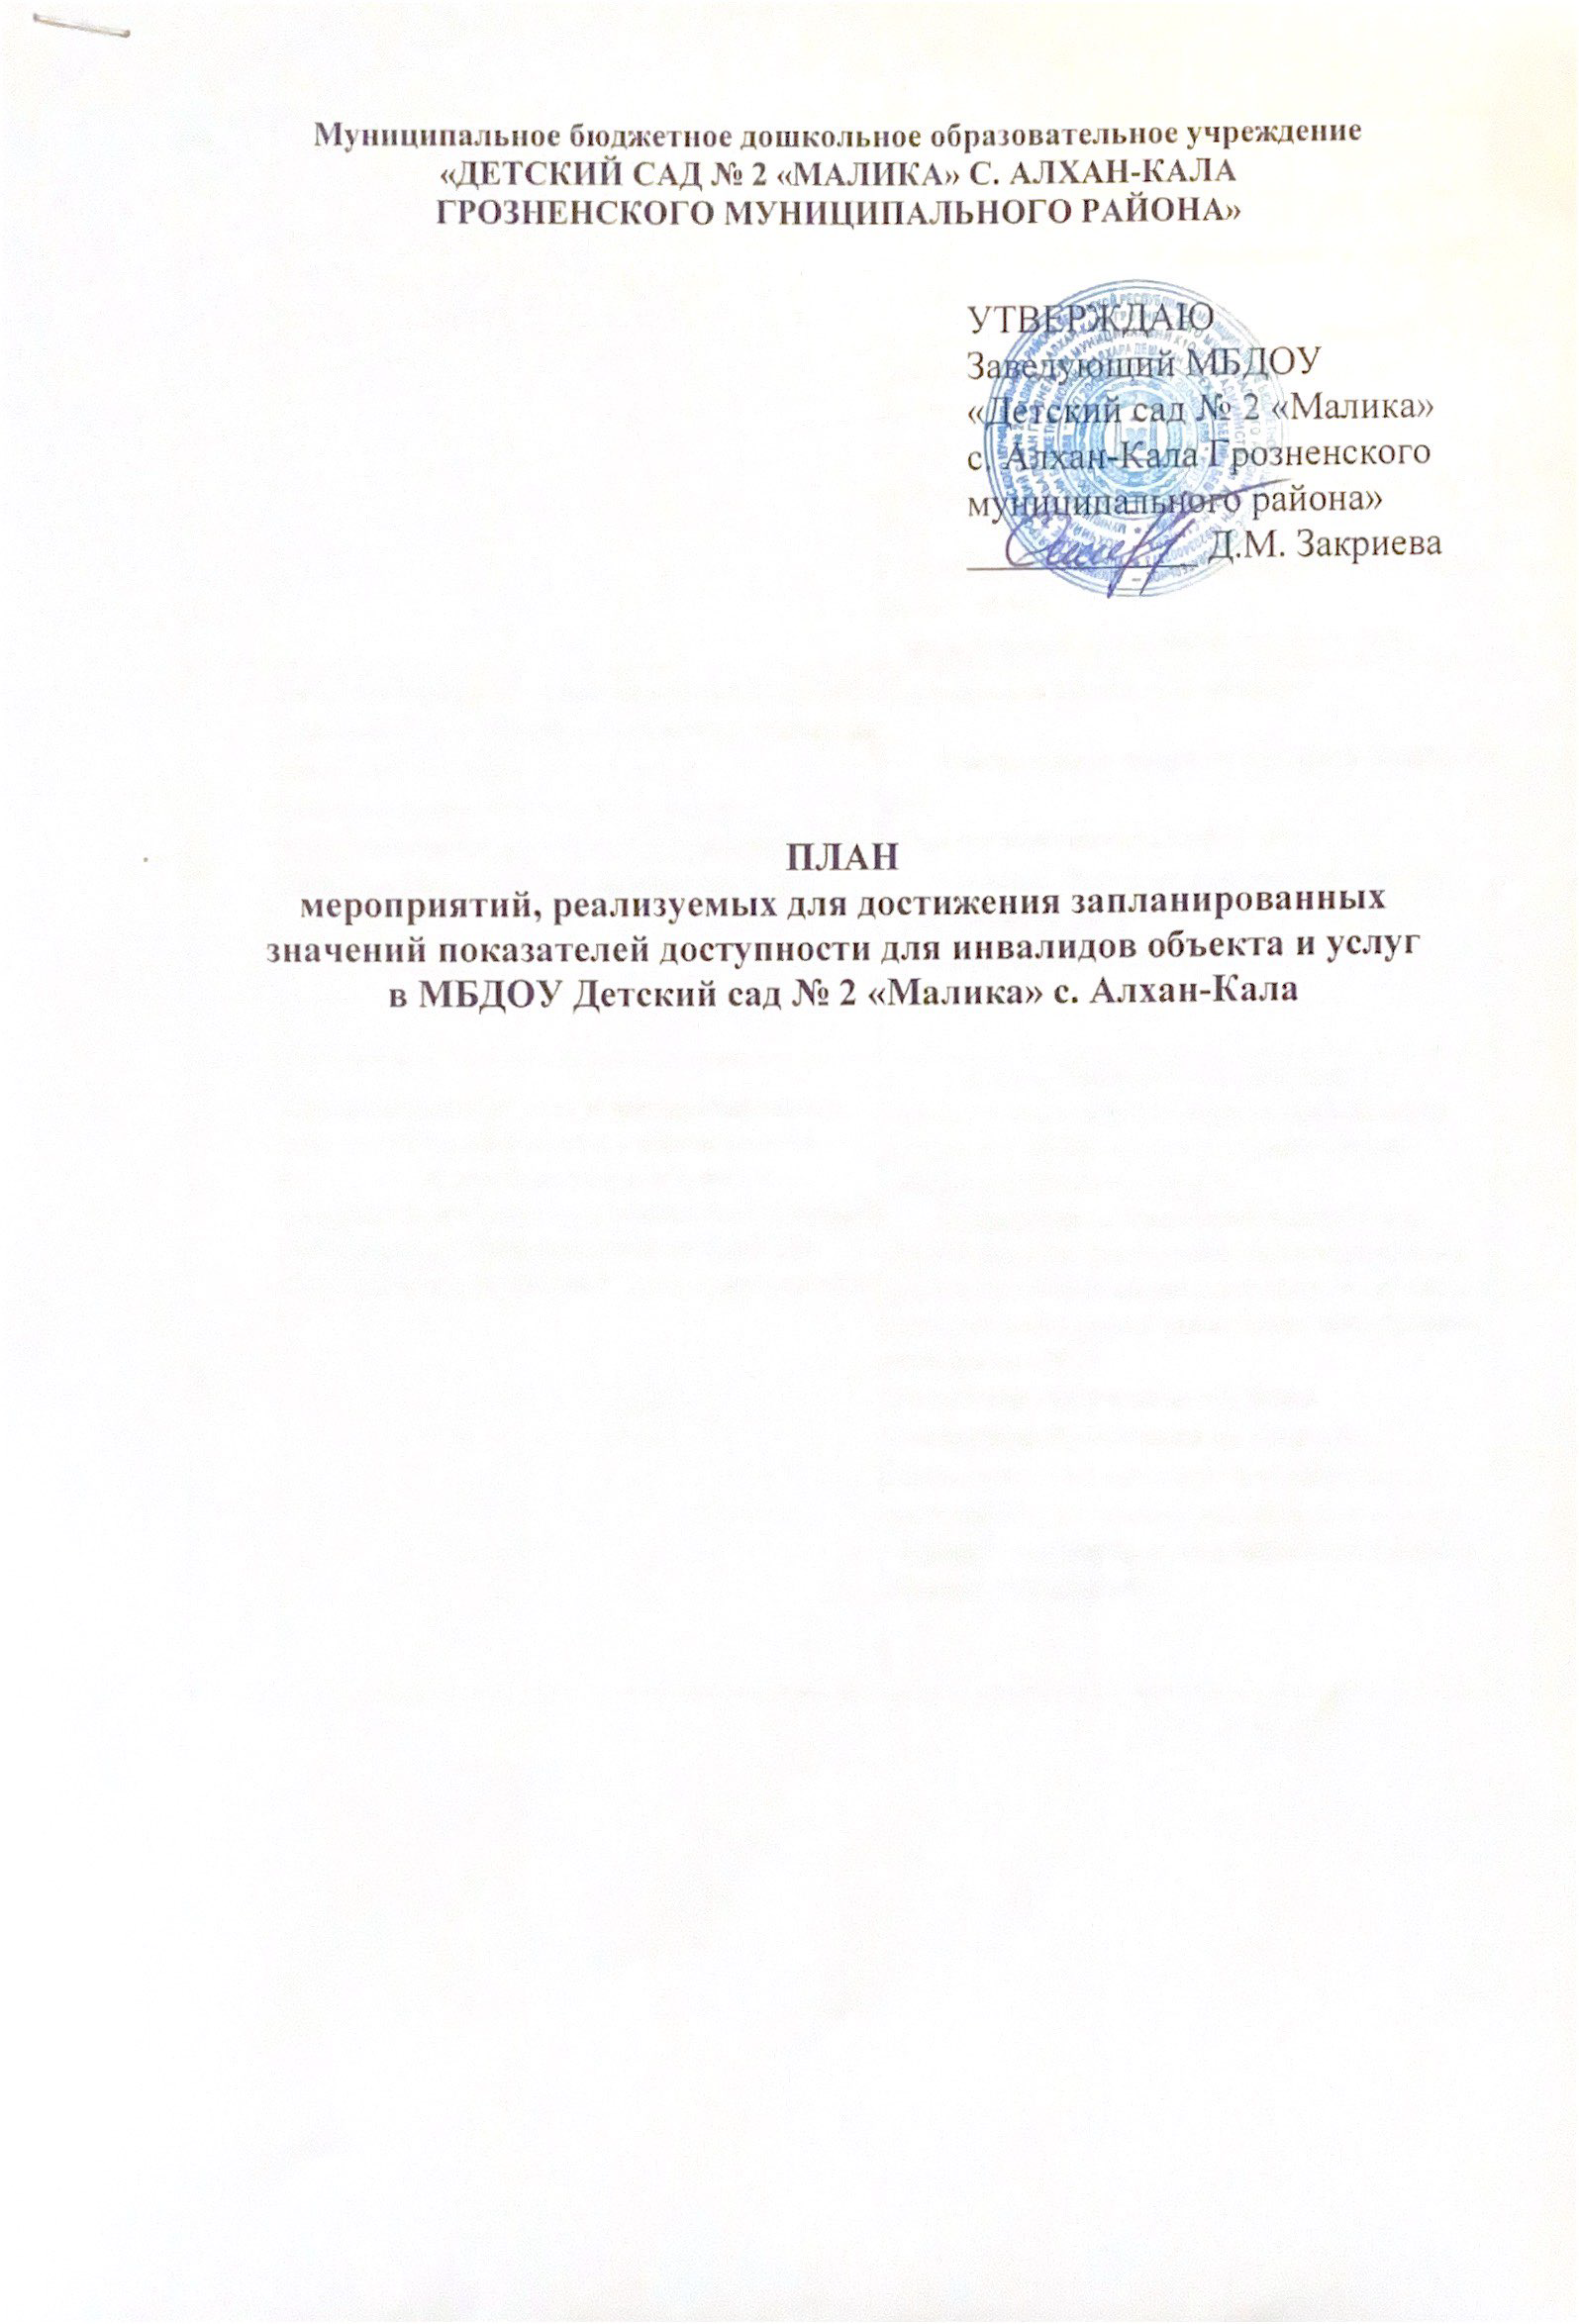 Муниципальное бюджетное дошкольное образовательное учреждение
«ДЕТСКИЙ САД № 2 «МАЛИКА» С. АЛХАН-КАЛА
ГРОЗНЕНСКОГО МУНИЦИПАЛЬНОГО РАЙОНА»
УТВЕРЖДАЮ
Заведующий МБДОУ
«Детский сад № 2 «Малика»
с. Алхан-Кала Грозненского
муниципального района»
Д.М. Закриева
ПЛАН
мероприятий, реализуемых для достижения запланированных
значений показателей доступности для инвалидов объекта и услуг
в МБДОУ Детский сад № 2 «Малика» с. Алхан-Кала